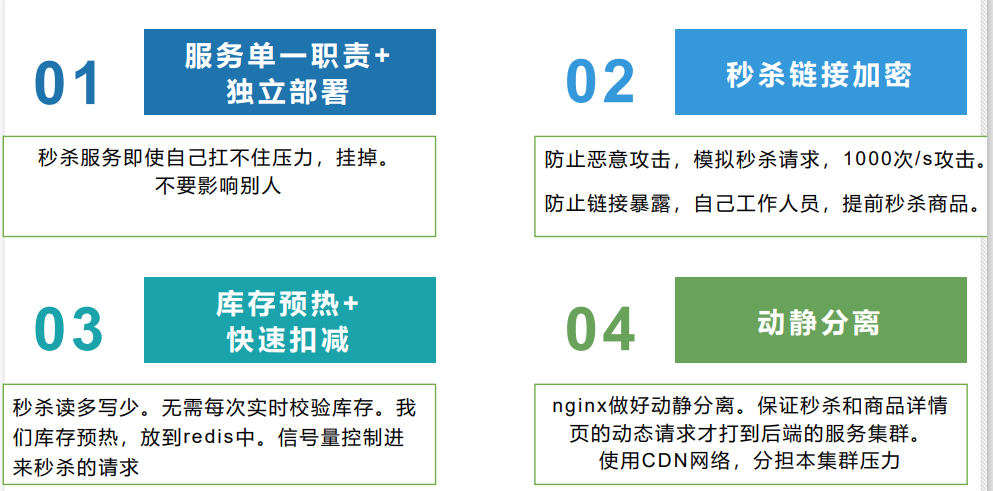 01
服务单一职责+
独立部署
秒杀服务即使自己扛不住压力，挂掉。
不要影响别人
02
秒杀链接加密
防止恶意攻击，模拟秒杀请求，1000次/s攻击。
防止链接暴露，自己工作人员，提前秒杀商品。
03
库存预热+
快速扣减
秒杀读多写少。无需每次实时校验库存。我
们库存预热，放到redis中。信号量控制进
来秒杀的请求
04
动静分离
nginx做好动静分离。保证秒杀和商品详情
页的动态请求才打到后端的服务集群。
使用CDN网络，分担本集群压力